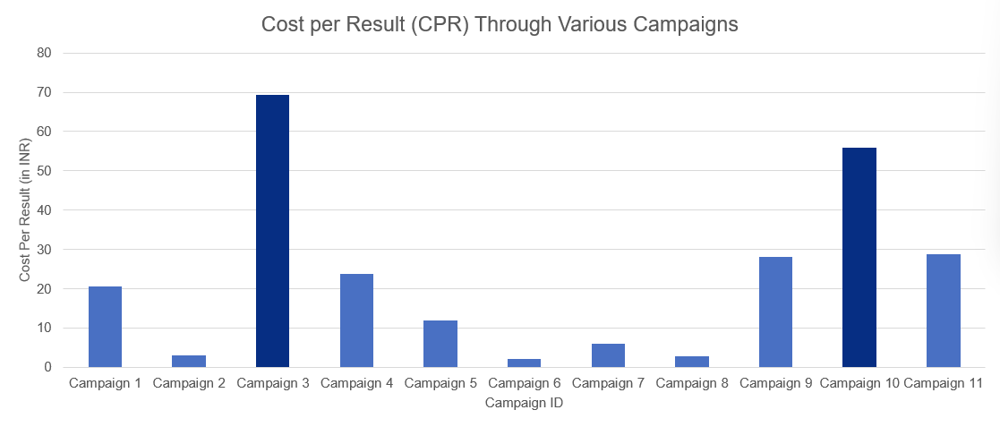 Cost per Result (CPR) Through Various Campaigns
Cost Per Result (in INR)
80
70
60
50
40
30
20
10
0
Campaign 1 Campaign 2 Campaign 3 Campaign 4 Campaign 5 Campaign 6 Campaign 7 Campaign 8 Campaign 9 Campaign 10 Campaign 11
Campaign ID